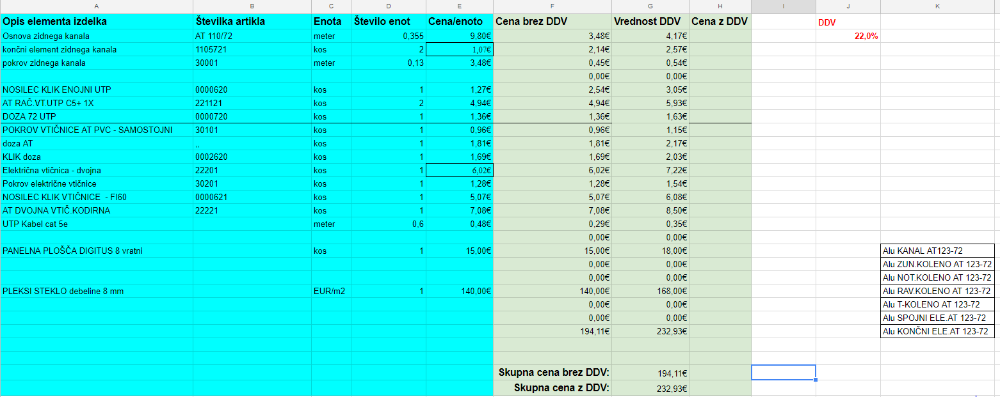 A B C D E F G H I J K
Opis elementa izdelka Številka artikla Enota Število enot Cena/enoto Cena brez DDV Vrednost DDV Cena z DDV DDV
Osnova zidnega kanala AT 110/72 meter 0,355 9,80€ 3,48€ 4,17€ 22,0%
končni element zidnega kanala 1105721 kos 2 1,07€ 2,14€ 2,57€
pokrov zidnega kanala 30001 meter 0,13 3,48€ 0,45€ 0,54€
0,00€ 0,00€
NOSILEC KLIK ENOJNI UTP 0000620 kos 1 1,27€ 2,54€ 3,05€
AT RAČ.VT.UTP C5+ 1X 221121 kos 2 4,94€ 4,94€ 5,93€
DOZA 72 UTP 0000720 kos 1 1,36€ 1,36€ 1,63€
POKROV VTIČNICE AT PVC - SAMOSTOJNI 30101 kos 1 0,96€ 0,96€ 1,15€
doza AT ,, kos 1 1,81€ 1,81€ 2,17€
KLIK doza 0002620 kos 1 1,69€ 1,69€ 2,03€
Električna vtičnica - dvojna 22201 kos 1 6,02€ 6,02€ 7,22€
Pokrov električne vtičnice 30201 kos 1 1,28€ 1,28€ 1,54€
NOSILEC KLIK VTIČNICE - FI60 0000621 kos 1 5,07€ 5,07€ 6,08€
AT DVOJNA VTIČ.KODIRNA 22221 kos 1 7,08€ 7,08€ 8,50€
UTP Kabel cat 5e meter 0,6 0,48€ 0,29€ 0,35€
0,00€ 0,00€
PANELNA PLOŠČA DIGITUS 8 vratni kos 1 15,00€ 15,00€ 18,00€ Alu KANAL AT123-72
0,00€ 0,00€ Alu ZUN.KOLENO AT 123-72
0,00€ 0,00€ Alu NOT.KOLENO AT 123-72
PLEKSI STEKLO debeline 8 mm EUR/m2 1 140,00€ 140,00€ 168,00€ Alu RAV.KOLENO AT 123-72
0,00€ 0,00€ Alu T-KOLENO AT 123-72
0,00€ 0,00€ Alu SPOJNI ELE.AT 123-72
194,11€ 232,93€ Alu KONČNI ELE.AT 123-72
Skupna cena brez DDV: 194,11€
Skupna cena z DDV: 232,93€